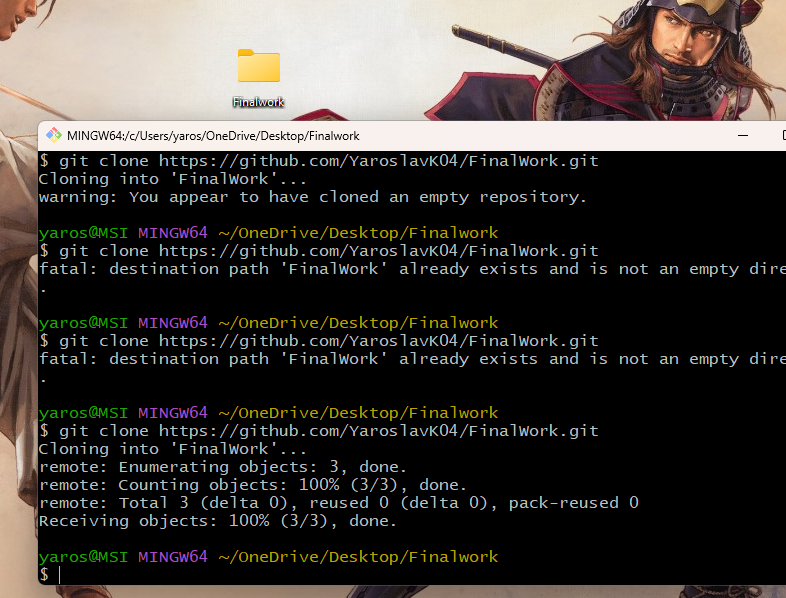 Finalwork
MINGW64:/c/Users/yaros/OneDrive/Desktop/Finalwork
$ git clone https://github.com/YaroslavK04/FinalWork.git
Cloning into 'FinalWork'...
warning: You appear to have cloned an empty repository.
yaros@MSI MINGW64 ~/OneDrive/Desktop/Finalwork
$ git clone https://github.com/YaroslavK04/FinalWork.git
fatal: destination path 'FinalWork' already exists and is not an empty dire
.
yaros@MSI MINGW64 ~/OneDrive/Desktop/Finalwork
$ git clone https://github.com/YaroslavK04/FinalWork.git
fatal: destination path 'FinalWork' already exists and is not an empty dire
.
yaros@MSI MINGW64 ~/OneDrive/Desktop/Finalwork
$ git clone https://github.com/YaroslavK04/FinalWork.git
Cloning into 'FinalWork'...
remote: Enumerating objects: 3, done.
remote: Counting objects: 100% (3/3), done.
remote: Total 3 (delta 0), reused 0 (delta 0), pack-reused 0
Receiving objects: 100% (3/3), done.
yaros@MSI MINGW64 ~/OneDrive/Desktop/Finalwork
$